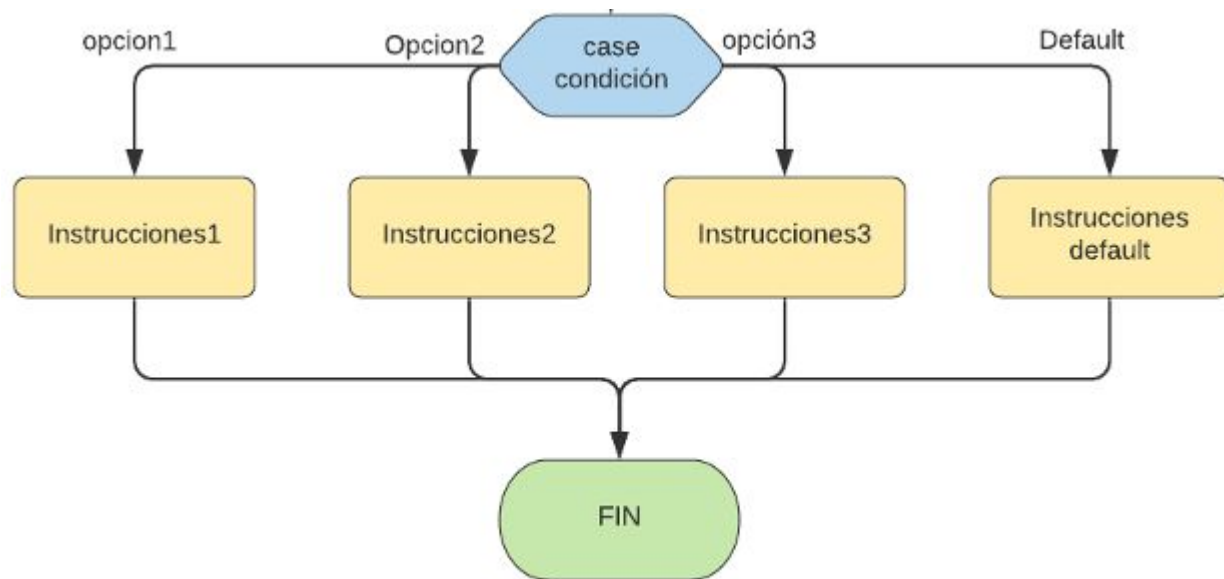 opcion1
Opcion2
case
condición
opción3
Default
Instrucciones1
Instrucciones2
Instrucciones3
Instrucciones
default
FIN